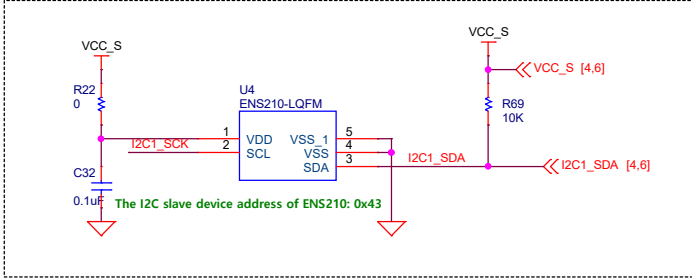 VCC_S
VCC_S
VCC_S [4,6]
R22
0
U4
ENS210-LQFM
R69
10K
1
VDD
VSS_1
5
I2C1_SCK
2
SCL
VSS
4
SDA
3
I2C1_SDA
I2C1_SDA [4,6]
C32
0.1uF
The I2C slave device address of ENS210: 0x43